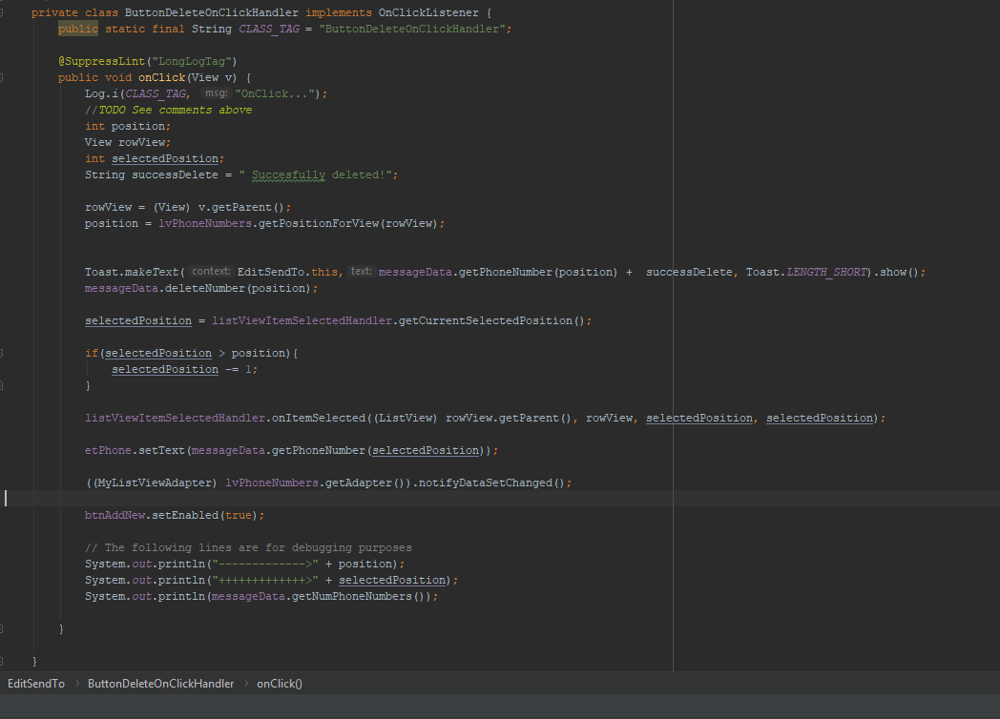 private class ButtonDeleteOnClickHandler implements OnClickListener {
public static final String CLASS_TAG = "ButtonDeleteOnClickHandler";
@SuppressLint("LongLogTag")
public void onClick(View v) {
Log.i(CLASS_TAG, msg: "OnClick...");
//TODO See comments above
int position;
View rowView;
int selectedPosition;
String successDelete = " Succesfully deleted!";
rowView = (View) v.getParent();
position = lvPhoneNumbers.getPositionForView(rowView);
Toast.makeText( context: EditSendTo.this, text: messageData.getPhoneNumber(position) +  successDelete, Toast.LENGTH_SHORT).show();
messageData.deleteNumber(position);
selectedPosition = listViewItemSelectedHandler.getCurrentSelectedPosition();
if(selectedPosition > position){
selectedPosition -= 1;
}
listViewItemSelectedHandler.onItemSelected((ListView) rowView.getParent(), rowView, selectedPosition, selectedPosition);
etPhone.setText(messageData.getPhoneNumber(selectedPosition));
((MyListViewAdapter) lvPhoneNumbers.getAdapter()).notifyDataSetChanged();
btnAddNew.setEnabled(true);
// The following lines are for debugging purposes
System.out.println("------------->" + position);
System.out.println("+++++++++++++>" + selectedPosition);
System.out.println(messageData.getNumPhoneNumbers());
}
}
EditSendTo › ButtonDeleteOnClickHandler › onClick()